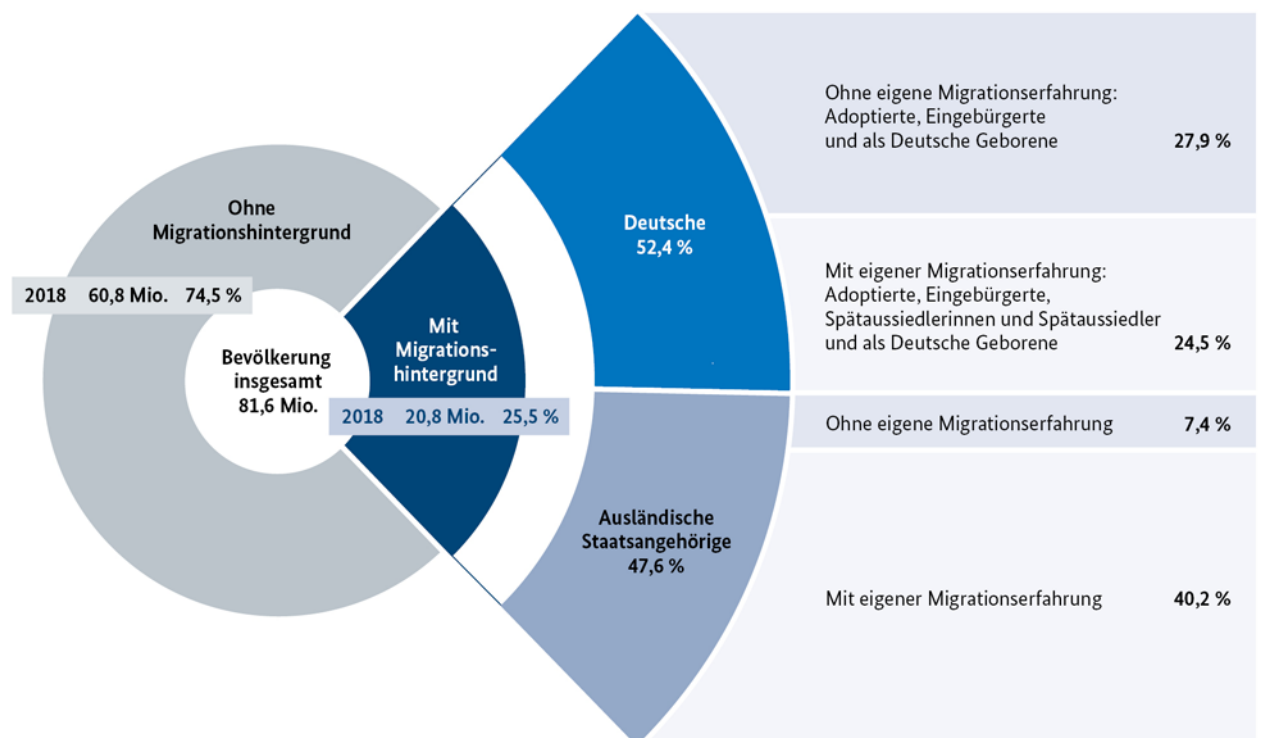 Ohne
Migrationshintergrund
2018 60,8 Mio. 74,5 %
Bevölkerung
insgesamt
81,6 Mio.
Mit
Migrations-
hintergrund
2018 20,8 Mio. 25,5 %
Deutsche
52,4 %
Ausländische
Staatsangehörige
47,6 %
Ohne eigene Migrationserfahrung:
Adoptierte, Eingebürgerte
und als Deutsche Geborene 27,9 %
Mit eigener Migrationserfahrung:
Adoptierte, Eingebürgerte,
Spätaussiedlerinnen und Spätaussiedler
und als Deutsche Geborene 24,5 %
Ohne eigene Migrationserfahrung 7,4 %
Mit eigener Migrationserfahrung 40,2 %